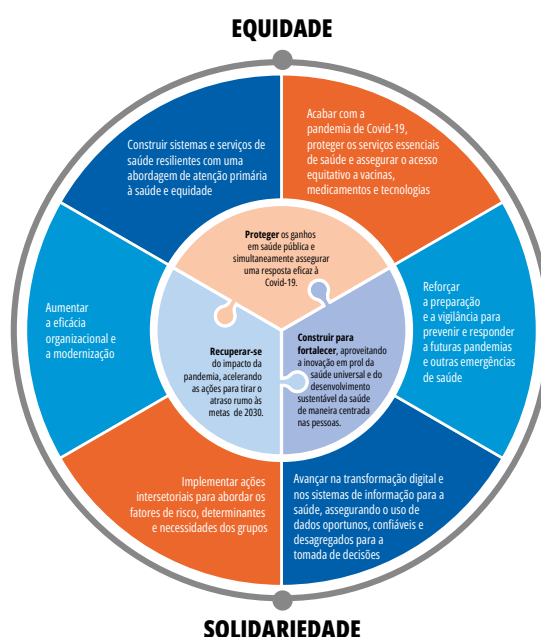 EQUIDADE
Acabar com a
pandemia de Covid-19,
proteger os serviços essenciais
de saúde e assegurar o acesso
equitativo a vacinas,
medicamentos e tecnologias
Reforçar
a preparação
e a vigilância para
prevenir e responder
a futuras pandemias
e outras emergências
de saúde
Avançar na transformação digital e
nos sistemas de informação para a
saúde, assegurando o uso de
dados oportunos, confiáveis e
desagregados para a
tomada de decisões
Implementar ações
intersetoriais para abordar os
fatores de risco, determinantes
e necesidades dos grupos
Aumentar
a eficácia
organizacional e
a modernização
Construir sistemas e serviços de
saúde resilientes com uma
abordagem de atenção primária
à saúde e equidade
Proteger os ganhos
em saúde pública e
simultaneamente assegurar
uma resposta eficaz à
Covid-19.
Construir para
fortalecer, aproveitando
a inovação em prol da
saúde universal e do
desenvolvimento
sustentável da saúde
de maneira centrada
nas pessoas.
Recuperar-se
do impacto da
pandemia, acelerando
as ações para tirar o
atraso rumo às
metas de 2030.
SOLIDARIEDADE